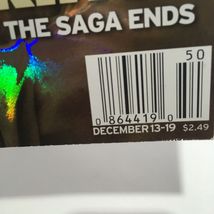 THE SAGA ENDS
50
0 864419 0
DECEMBER 13-19 $2.49